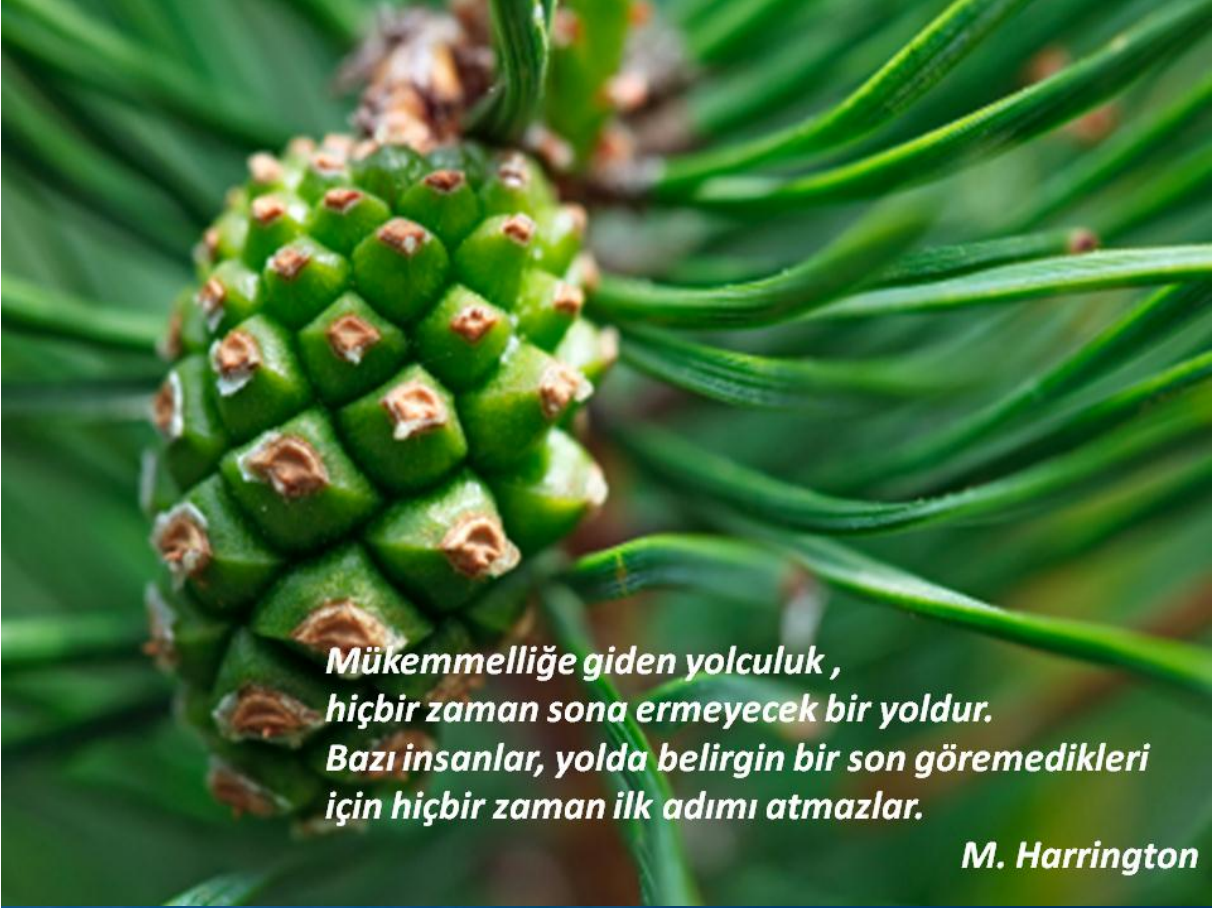 Mükemmelliğe giden yolculuk ,
hiçbir zaman sona ermeyecek bir yoldur.
Bazı insanlar, yolda belirgin bir son göremedikleri
için hiçbir zaman ilk adımı atmazlar.
M. Harrington